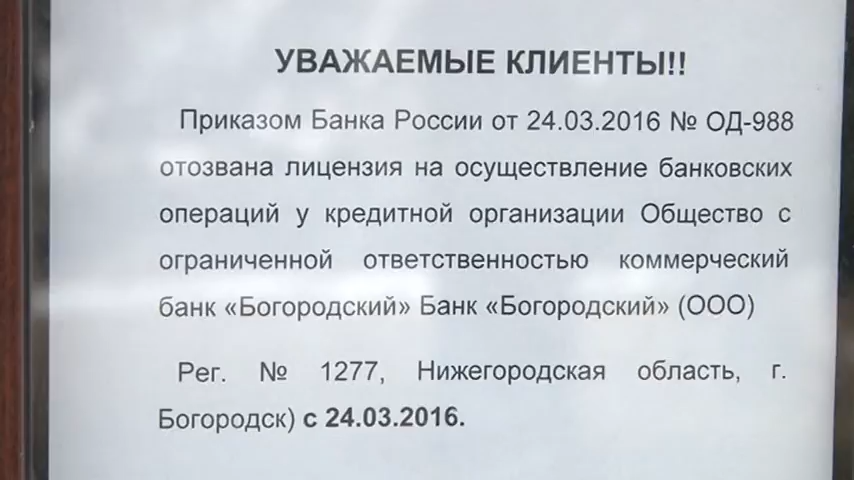 УВАЖАЕМЫЕ КЛИЕНТЫ!!
Приказом Банка России от 24.03.2016 № ОД-988
отозвана лицензия на осуществление банковских
операций у кредитной организации Общество с
ограниченной ответственностью коммерческий
банк «Богородский» Банк «Богородский» (ООО)
Рег. № 1277, Нижегородская область, г.
Богородск) с 24.03.2016.